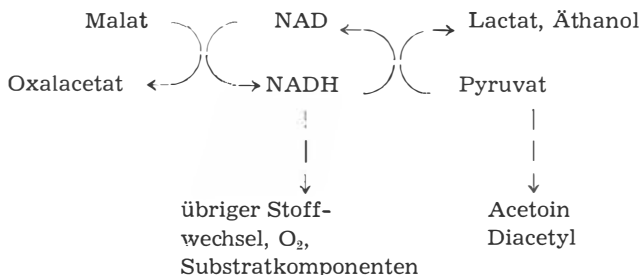 Malat NAD Lactat, Äthanol
Oxalacetat NADH Pyruvat
übriger Stoff-
wechsel, O₂,
Substratkomponenten
Acetoin
Diacetyl